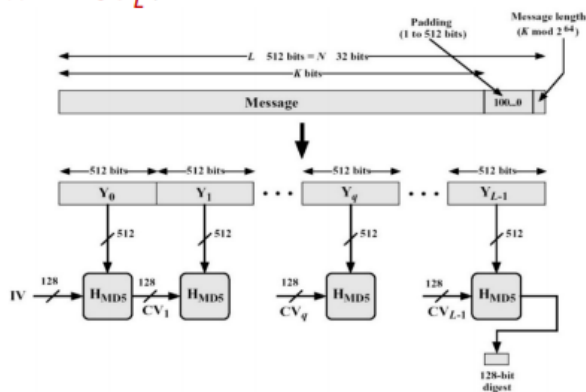 L
Padding
(1 to 512 bits)
Message length
(K mod 2^64)
L 512 bits = N 32 bits
K bits
Message
100...0
512 bits
512 bits
512 bits
512 bits
Y0
Y1
• • •
Yq
• • •
YL-1
512
512
512
512
IV
128
HMD5
128
CV1
HMD5
128
CVq
HMD5
128
CVL-1
HMD5
128-bit
digest